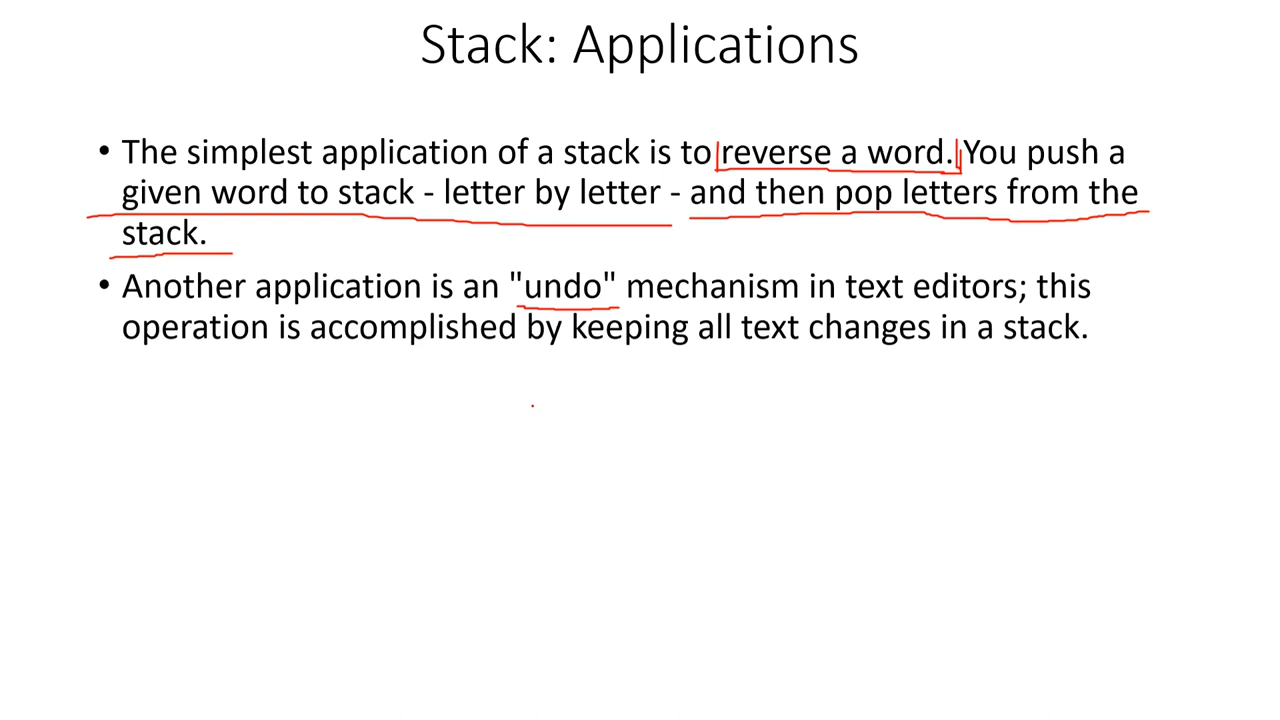 Stack: Applications
• The simplest application of a stack is to reverse a word. You push a
given word to stack - letter by letter - and then pop letters from the
stack.
• Another application is an "undo" mechanism in text editors; this
operation is accomplished by keeping all text changes in a stack.